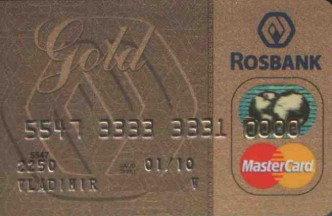 Gold
ROSBANK
5547 3333 3331 0000
5547
2250 01/10
VLADIMIR V
MasterCard